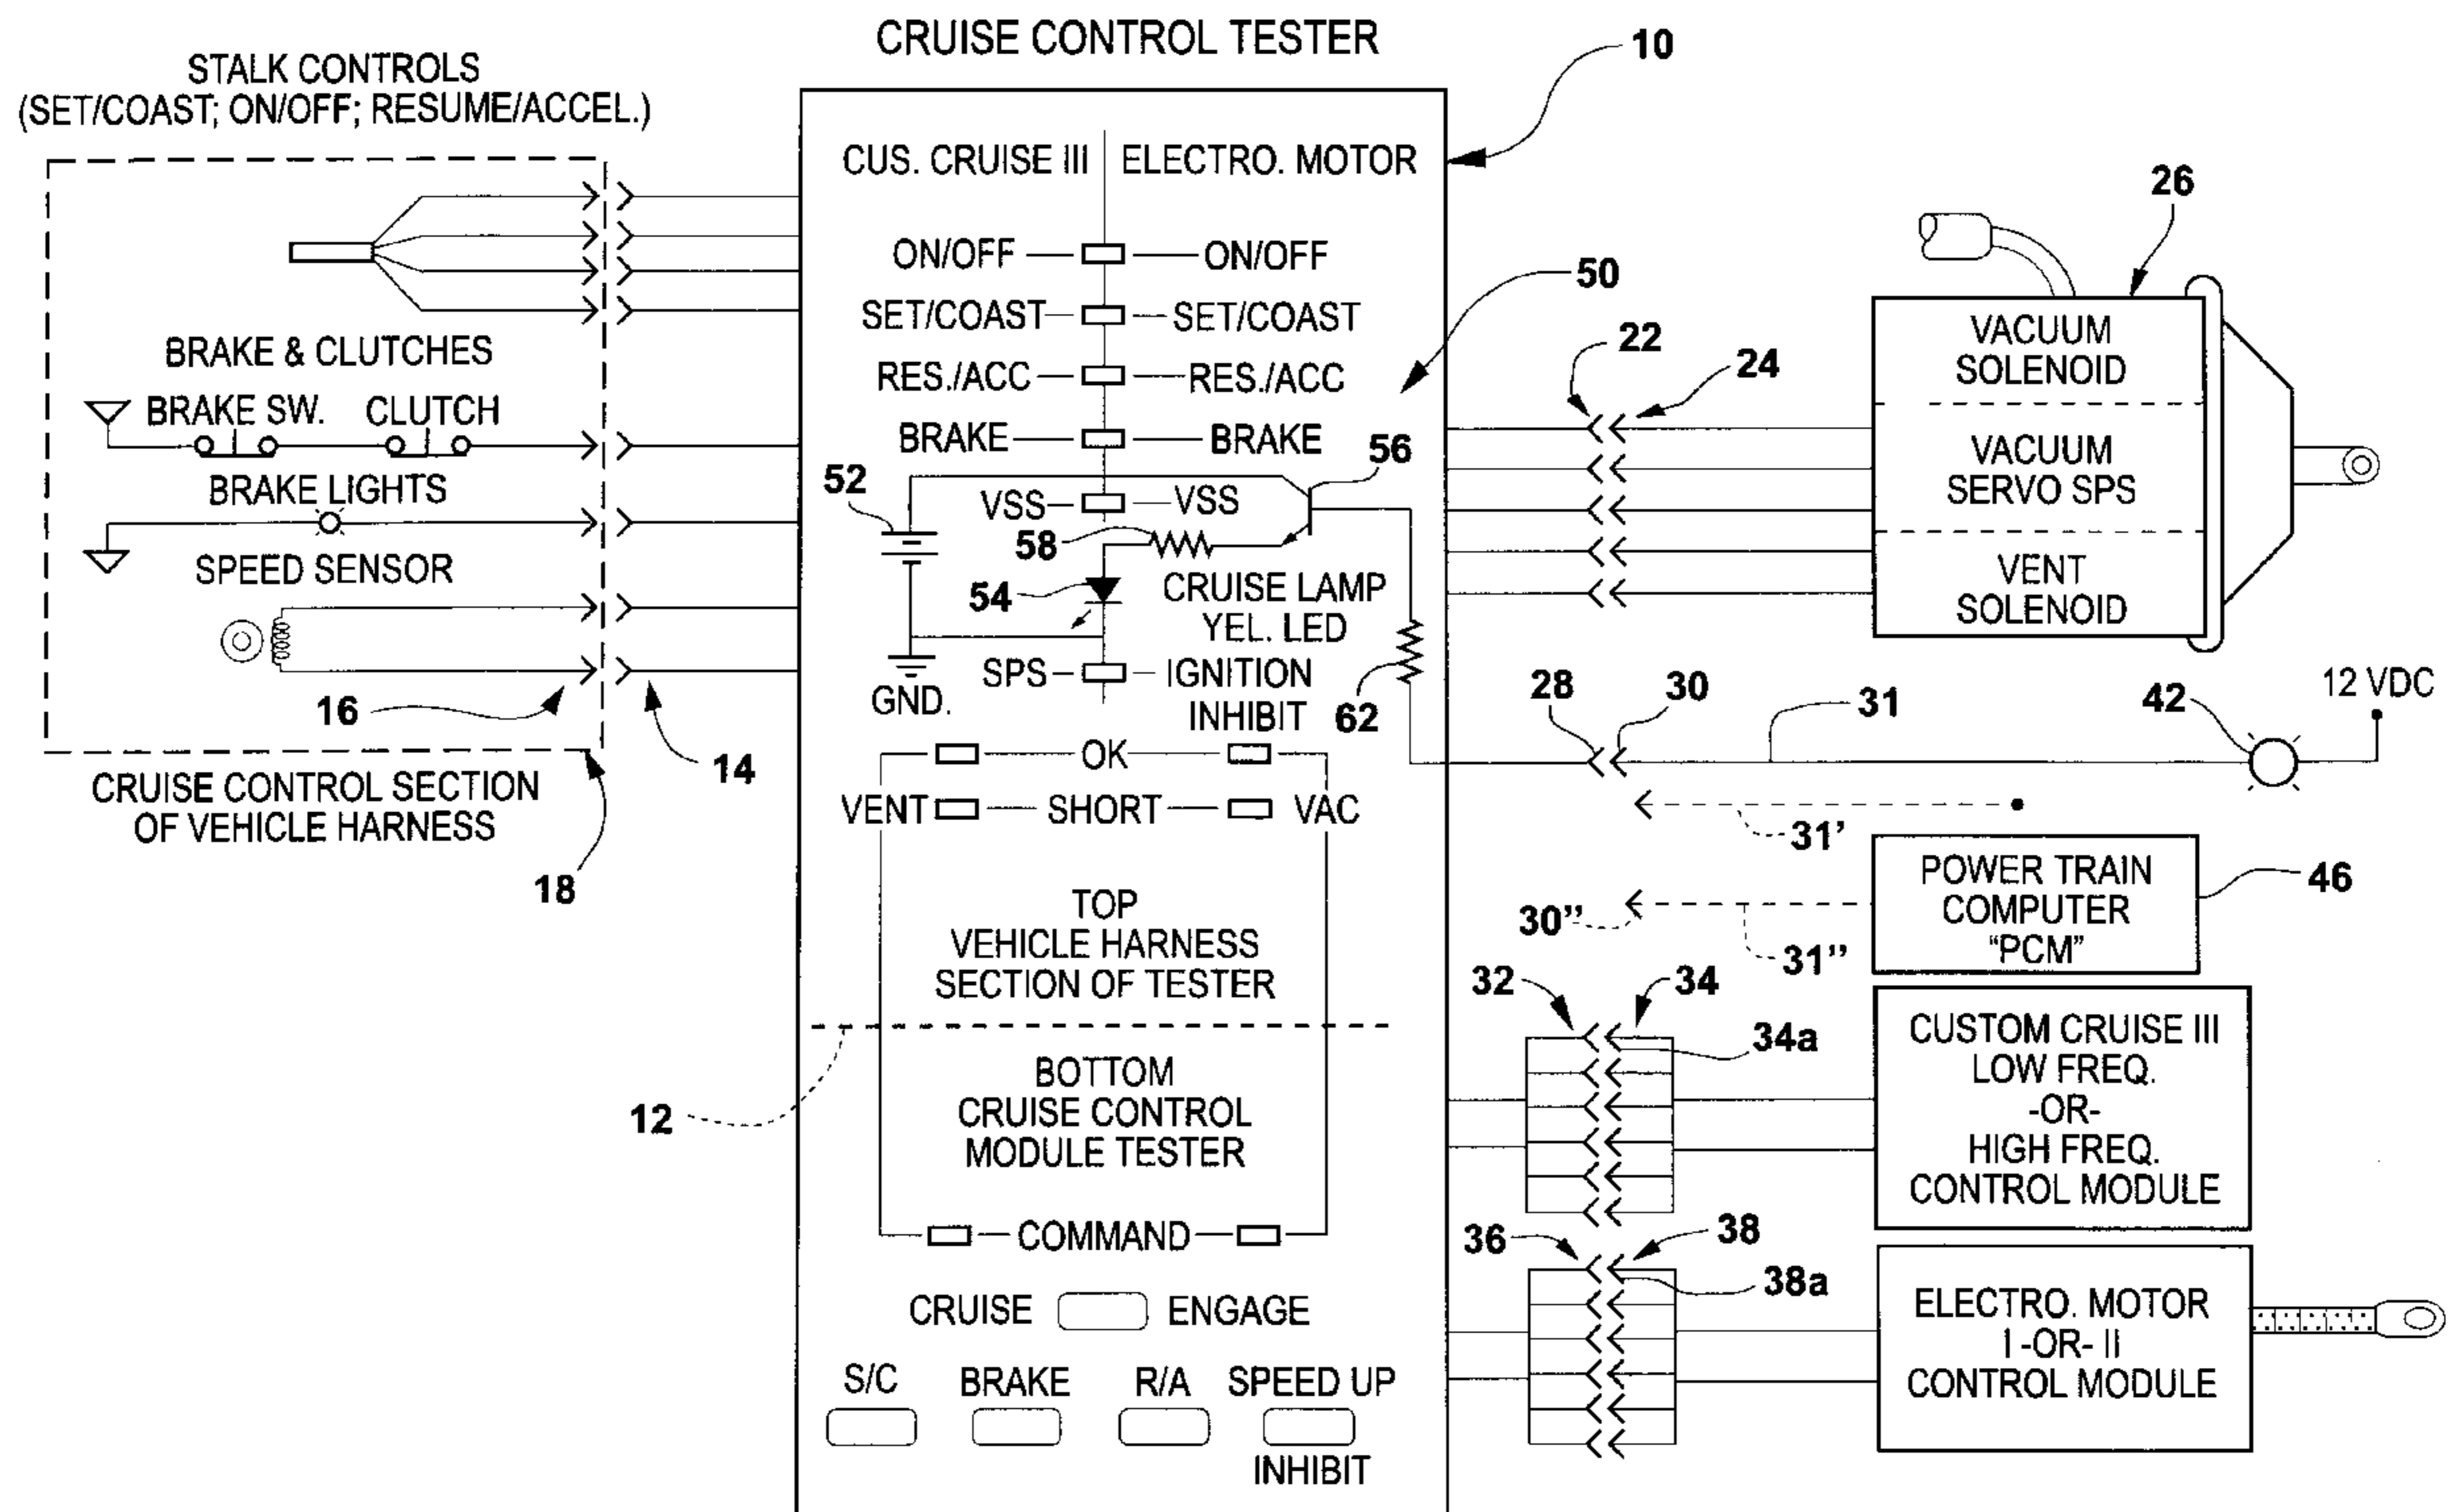 CRUISE CONTROL TESTER
10
STALK CONTROLS
(SET/COAST; ON/OFF; RESUME/ACCEL.)
BRAKE & CLUTCHES
BRAKE SW. CLUTCH
BRAKE LIGHTS
SPEED SENSOR
16
14
18
CRUISE CONTROL SECTION
OF VEHICLE HARNESS
CUS. CRUISE III ELECTRO. MOTOR
ON/OFF ON/OFF
SET/COAST SET/COAST
RES./ACC RES./ACC
BRAKE BRAKE
50
56
52
VSS VSS
58
54
CRUISE LAMP
YEL. LED
GND.
SPS IGNITION
INHIBIT
62
OK
VENT SHORT VAC
TOP
VEHICLE HARNESS
SECTION OF TESTER
12
BOTTOM
CRUISE CONTROL
MODULE TESTER
COMMAND
CRUISE ENGAGE
S/C BRAKE R/A SPEED UP
INHIBIT
22
24
26
VACUUM
SOLENOID
VACUUM
SERVO SPS
VENT
SOLENOID
28
30
31
42
12 VDC
31’
30”
31”
POWER TRAIN
COMPUTER
“PCM”
46
32
34
34a
CUSTOM CRUISE III
LOW FREQ.
-OR-
HIGH FREQ.
CONTROL MODULE
36
38
38a
ELECTRO. MOTOR
I -OR- II
CONTROL MODULE